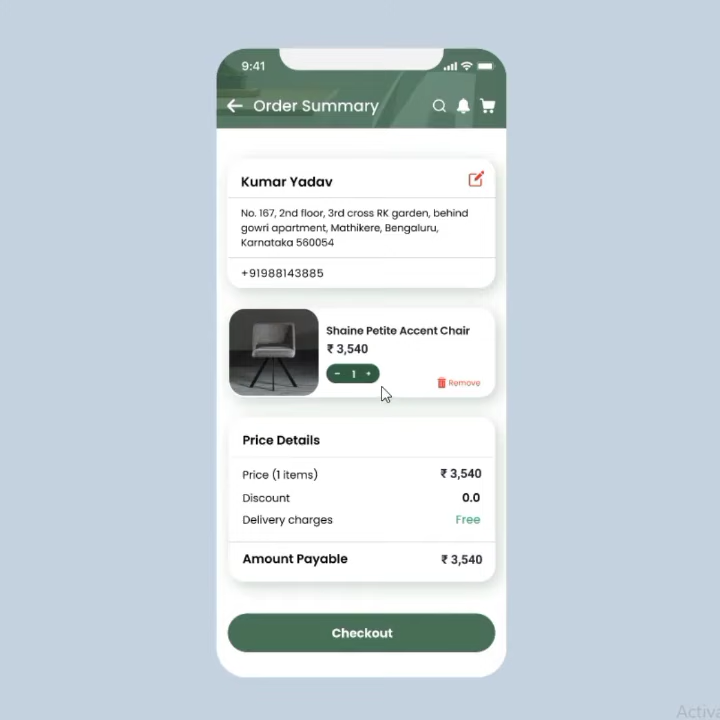 9:41
Order Summary
Kumar Yadav
No. 167, 2nd floor, 3rd cross RK garden, behind
gowri apartment, Mathikere, Bengaluru,
Karnataka 560054
+91988143885
Shaine Petite Accent Chair
₹ 3,540
- 1 +
Remove
Price Details
Price (1 items) ₹ 3,540
Discount 0.0
Delivery charges Free
Amount Payable ₹ 3,540
Checkout
Activa